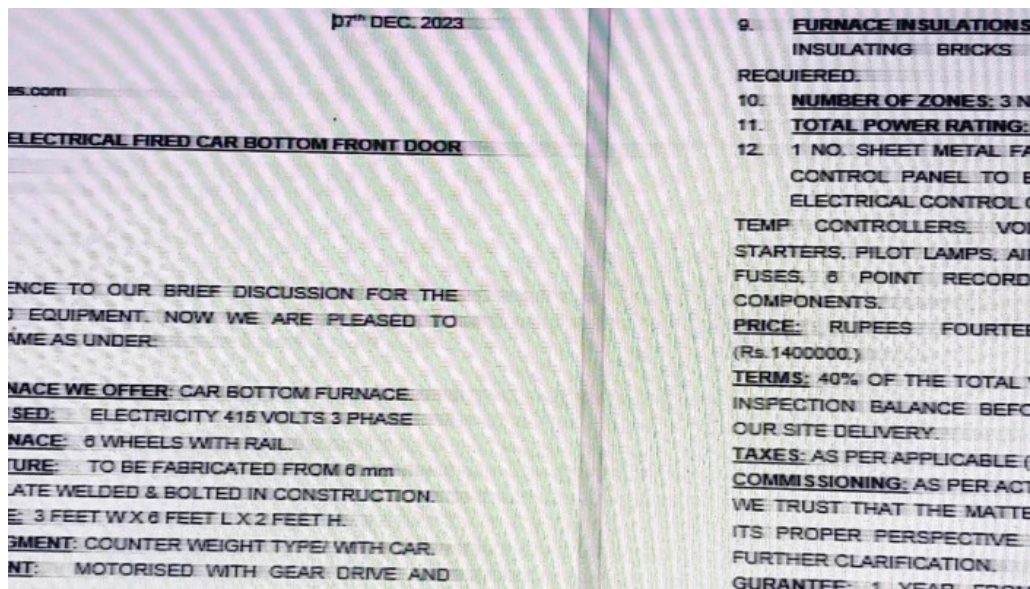 07th DEC. 2023
es.com
ELECTRICAL FIRED CAR BOTTOM FRONT DOOR
ENCE TO OUR BRIEF DISCUSSION FOR THE
EQUIPMENT. NOW WE ARE PLEASED TO
AME AS UNDER:
NACE WE OFFER: CAR BOTTOM FURNACE.
SED: ELECTRICITY 415 VOLTS 3 PHASE
NACE: 6 WHEELS WITH RAIL.
TURE: TO BE FABRICATED FROM 6 mm
LATE WELDED & BOLTED IN CONSTRUCTION.
E: 3 FEET W X 6 FEET L X 2 FEET H.
GMENT: COUNTER WEIGHT TYPE/ WITH CAR.
NT: MOTORISED WITH GEAR DRIVE AND
9. FURNACE INSULATIONS
INSULATING BRICKS
REQUIERED.
10. NUMBER OF ZONES: 3 N
11. TOTAL POWER RATING:
12. 1 NO. SHEET METAL FA
CONTROL PANEL TO B
ELECTRICAL CONTROL C
TEMP CONTROLLERS, VOL
STARTERS, PILOT LAMPS, AI
FUSES, 6 POINT RECORD
COMPONENTS.
PRICE: RUPEES FOURTEE
(Rs.1400000.)
TERMS: 40% OF THE TOTAL V
INSPECTION BALANCE BEFO
OUR SITE DELIVERY.
TAXES: AS PER APPLICABLE (
COMMISSIONING: AS PER ACT
WE TRUST THAT THE MATTE
ITS PROPER PERSPECTIVE.
FURTHER CLARIFICATION.
GURANTEE: 1 YEAR FROM